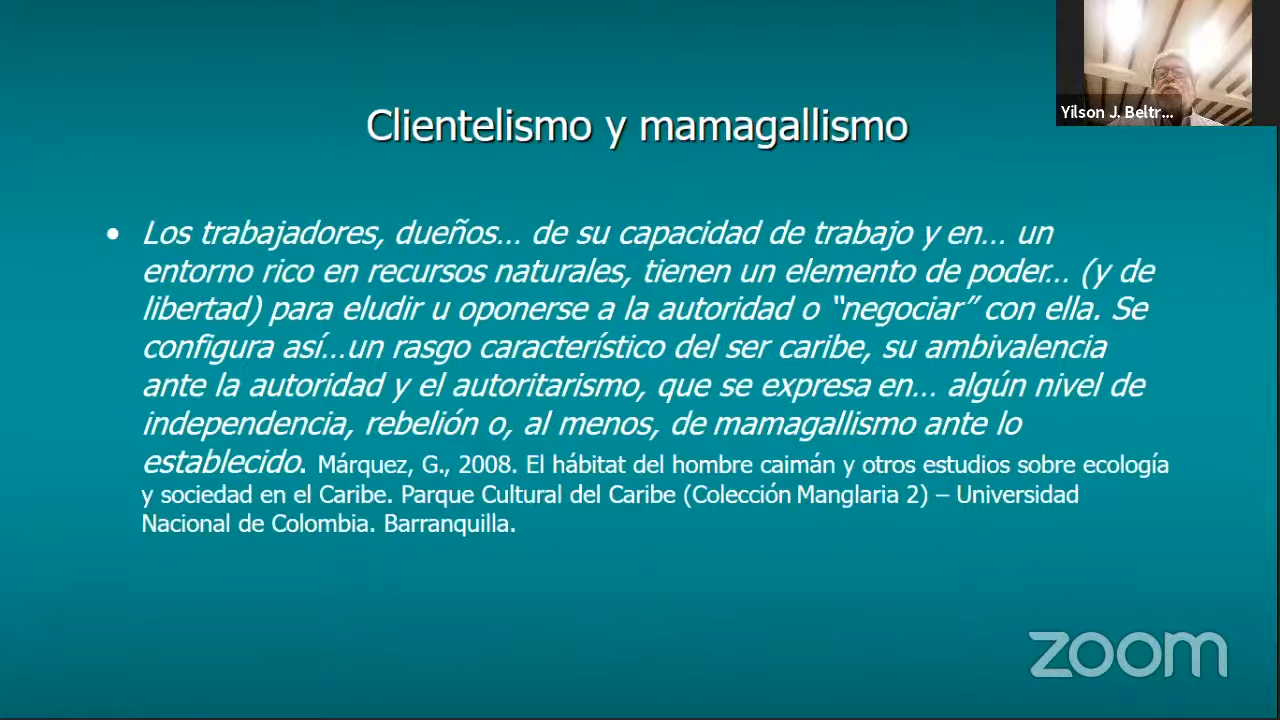 Clientelismo y mamagallismo
Yilson J. Beltr...
• Los trabajadores, dueños... de su capacidad de trabajo y en... un
entorno rico en recursos naturales, tienen un elemento de poder... (y de
libertad) para eludir u oponerse a la autoridad o "negociar" con ella. Se
configura así...un rasgo característico del ser caribe, su ambivalencia
ante la autoridad y el autoritarismo, que se expresa en... algún nivel de
independencia, rebelión o, al menos, de mamagallismo ante lo
establecido. Márquez, G., 2008. El hábitat del hombre caimán y otros estudios sobre ecología
y sociedad en el Caribe. Parque Cultural del Caribe (Colección Manglaria 2) – Universidad
Nacional de Colombia. Barranquilla.
zoom